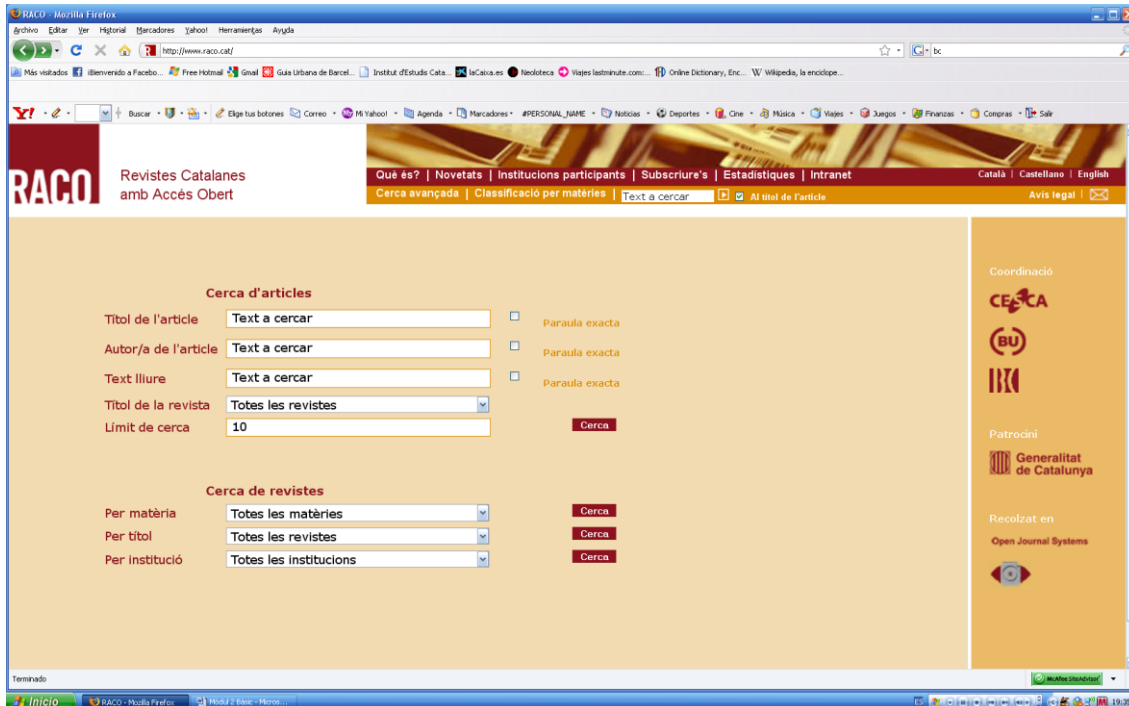 RACO - Mozilla Firefox
Archivo Editar Ver Historial Marcadores Yahoo! Herramientas Ayuda
http://www.raco.cat/ bc
Más visitados ¡Bienvenido a Facebo... Free Hotmail Gmail Guia Urbana de Barcel... Institut d'Estudis Cata... laCaixa.es Neoloteca Viajes lastminute.com:... Online Dictionary, Enc... Wikipedia, la enciclope...
Y! Buscar Elige tus botones Correo Mi Yahoo! Agenda Marcadores #PERSONAL_NAME Noticias Deportes Cine Música Viajes Juegos Finanzas Compras Salir
RACO
Revistes Catalanes
amb Accés Obert
Què és? | Novetats | Institucions participants | Subscriure's | Estadístiques | Intranet
Català | Castellano | English
Cerca avançada | Classificació per matèries | Text a cercar Al títol de l'article
Avís legal |
Cerca d'articles
Títol de l'article Text a cercar Paraula exacta
Autor/a de l'article Text a cercar Paraula exacta
Text lliure Text a cercar Paraula exacta
Títol de la revista Totes les revistes
Límit de cerca 10 Cerca
Cerca de revistes
Per matèria Totes les matèries Cerca
Per títol Totes les revistes Cerca
Per institució Totes les institucions Cerca
Coordinació
CESCA
(BU)
Patrocini
Generalitat
de Catalunya
Recolzat en
Open Journal Systems
Terminado
McAfee SiteAdvisor
Inicio RACO - Mozilla Firefox Modul 2 Bàsic - Micros... ES